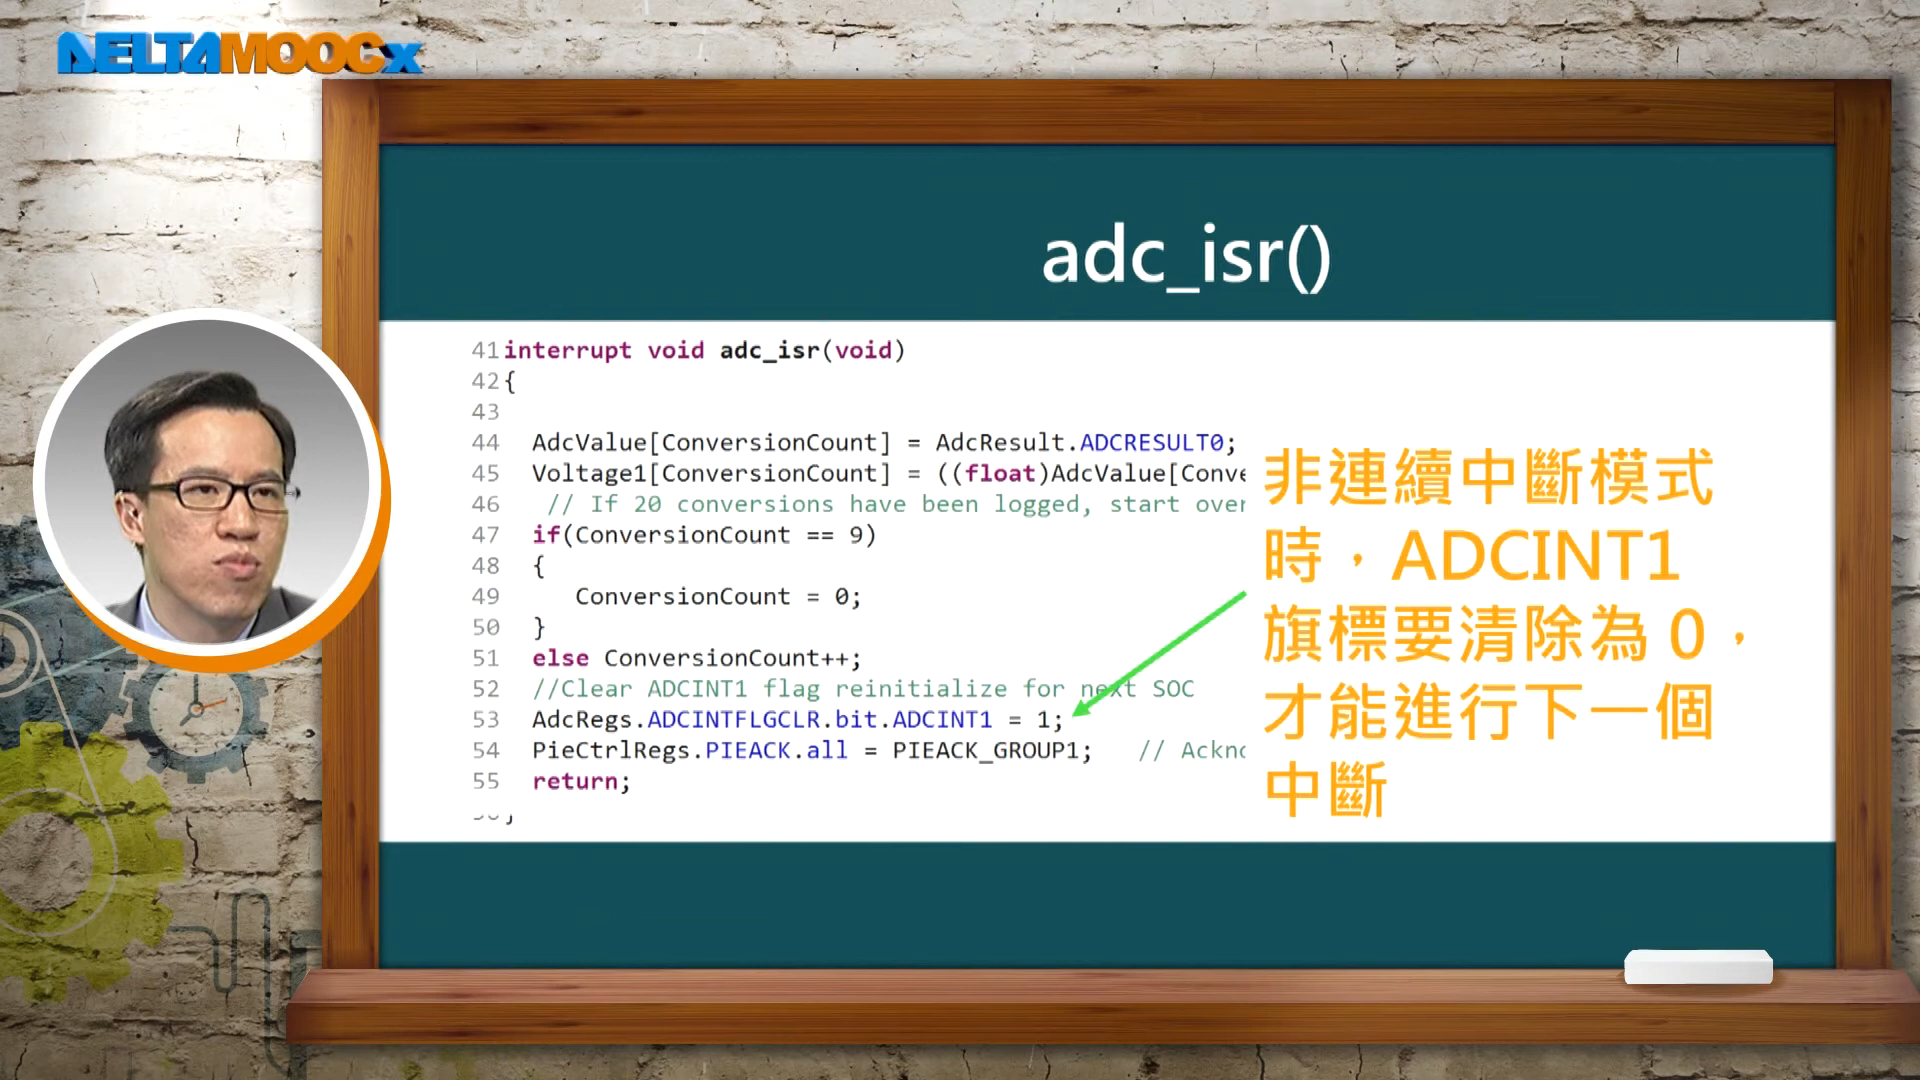 DELTAMOOCx
adc_isr()
41 interrupt void adc_isr(void)
42 {
43
44 AdcValue[ConversionCount] = AdcResult.ADCRESULT0;
45 Voltage1[ConversionCount] = ((float)AdcValue[Conve
46 // If 20 conversions have been logged, start over
47 if(ConversionCount == 9)
48 {
49 ConversionCount = 0;
50 }
51 else ConversionCount++;
52 //Clear ADCINT1 flag reinitialize for next SOC
53 AdcRegs.ADCINTFLGCLR.bit.ADCINT1 = 1;
54 PieCtrlRegs.PIEACK.all = PIEACK_GROUP1; // Ackno
55 return;
非連續中斷模式
時，ADCINT1
旗標要清除為 0，
才能進行下一個
中斷